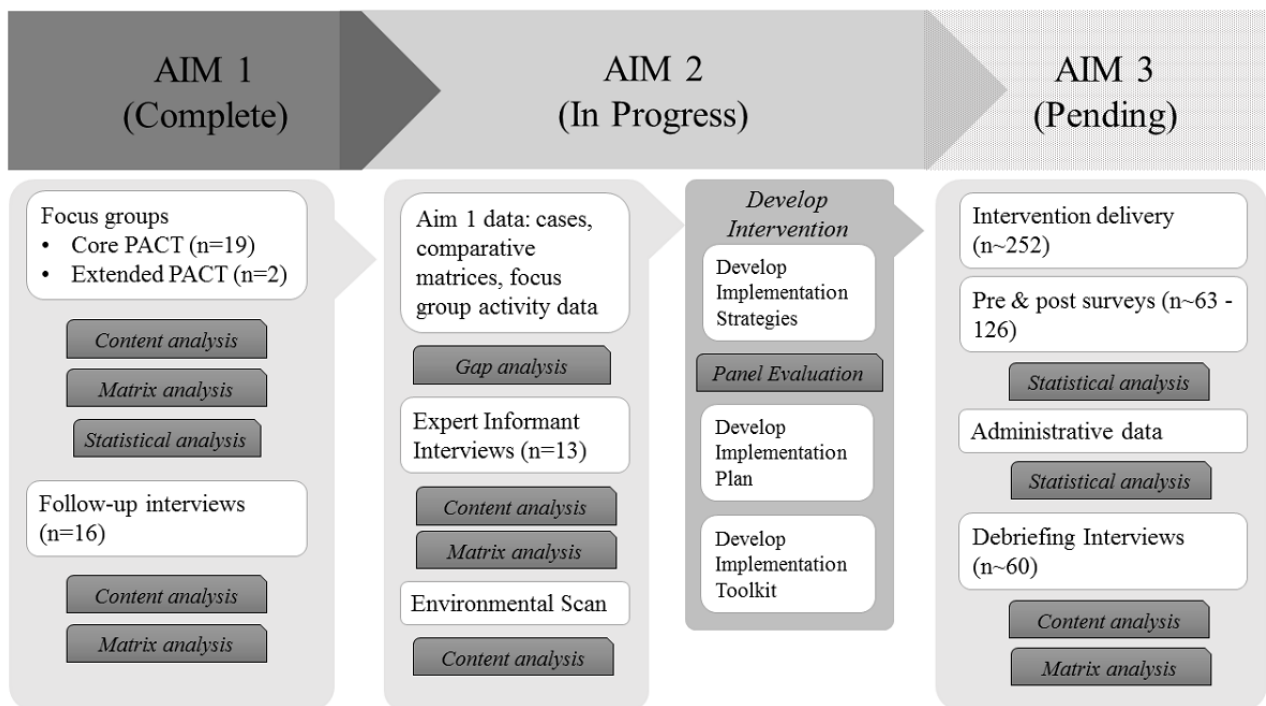 AIM 1
(Complete)
AIM 2
(In Progress)
AIM 3
(Pending)
Focus groups
• Core PACT (n=19)
• Extended PACT (n=2)
Content analysis
Matrix analysis
Statistical analysis
Follow-up interviews
(n=16)
Content analysis
Matrix analysis
Aim 1 data: cases,
comparative
matrices, focus
group activity data
Gap analysis
Expert Informant
Interviews (n=13)
Content analysis
Matrix analysis
Environmental Scan
Content analysis
Develop
Intervention
Develop
Implementation
Strategies
Panel Evaluation
Develop
Implementation
Plan
Develop
Implementation
Toolkit
Intervention delivery
(n~252)
Pre & post surveys (n~63 -
126)
Statistical analysis
Administrative data
Statistical analysis
Debriefing Interviews
(n~60)
Content analysis
Matrix analysis